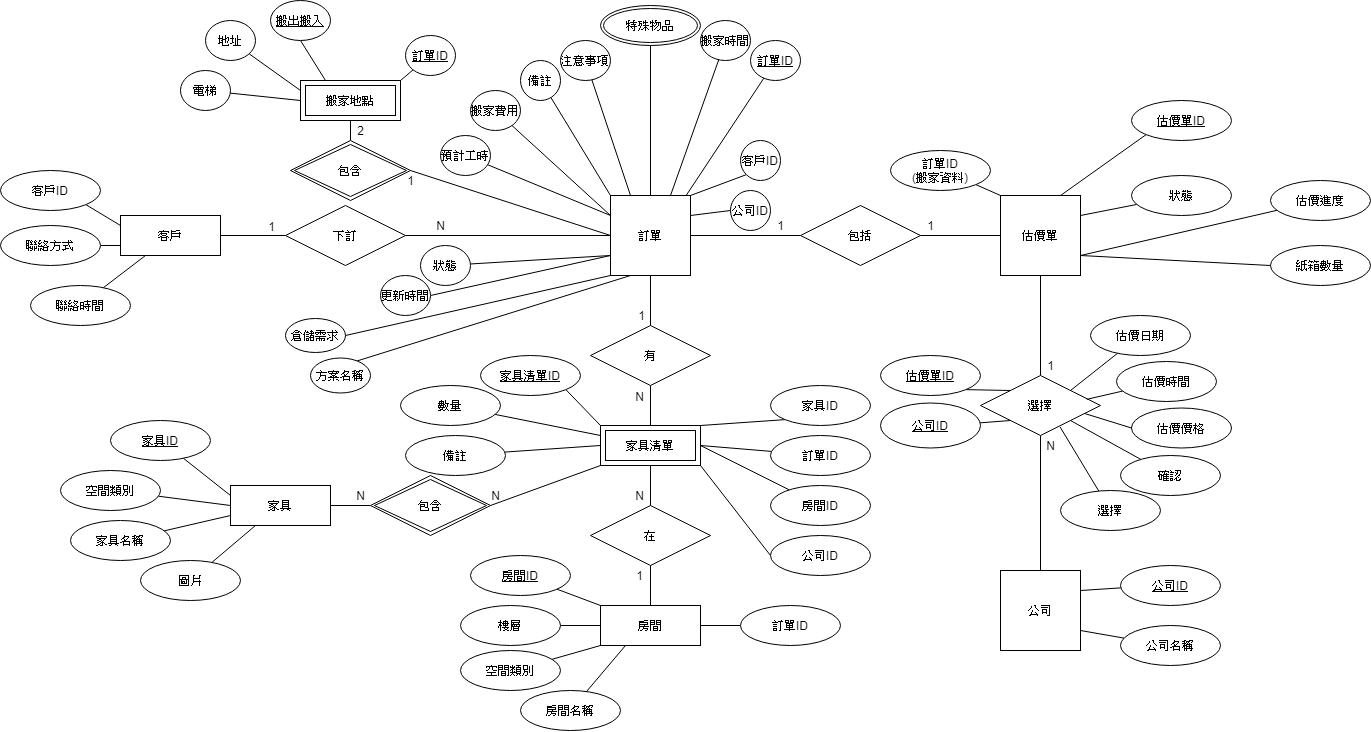 搬出搬入
特殊物品
地址
訂單ID
搬家時間
注意事項
訂單ID
備註
電梯
搬家地點
搬家費用
2
估價單ID
預計工時
客戶ID
包含
訂單ID
(搬家資料)
1
客戶ID
狀態
估價進度
公司ID
客戶
1
下訂
N
訂單
1
包括
1
估價單
聯絡方式
狀態
紙箱數量
更新時間
聯絡時間
1
倉儲需求
估價日期
有
1
方案名稱
家具清單ID
估價單ID
估價時間
N
數量
家具ID
選擇
公司ID
估價價格
家具ID
家具清單
N
備註
訂單ID
確認
空間類別
N
N
N
家具
包含
房間ID
選擇
家具名稱
在
公司ID
圖片
房間ID
1
公司ID
公司
樓層
房間
訂單ID
公司名稱
空間類別
房間名稱